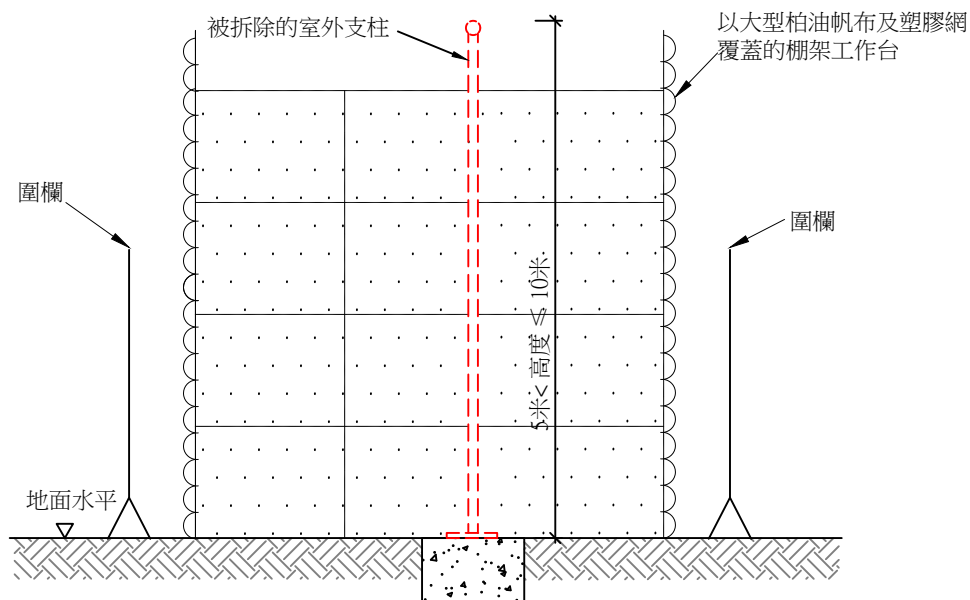 被拆除的室外支柱
以大型柏油帆布及塑膠網
覆蓋的棚架工作台
圍欄
圍欄
5米< 高度 ≤ 10米
地面水平